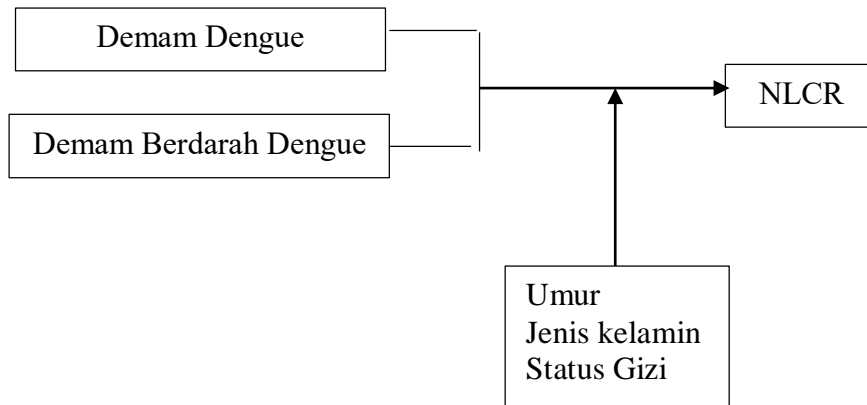 Demam Dengue
NLCR
Demam Berdarah Dengue
Umur
Jenis kelamin
Status Gizi